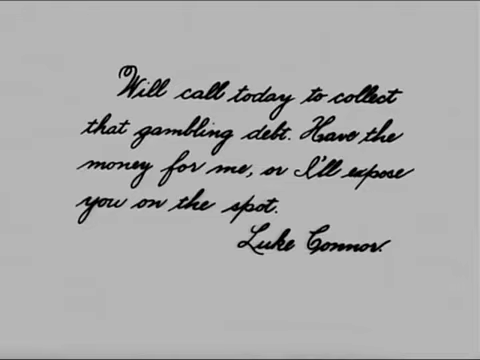 Will call today to collect
that gambling debt. Have the
money for me, or I'll expose
you on the spot.
Luke Connor.